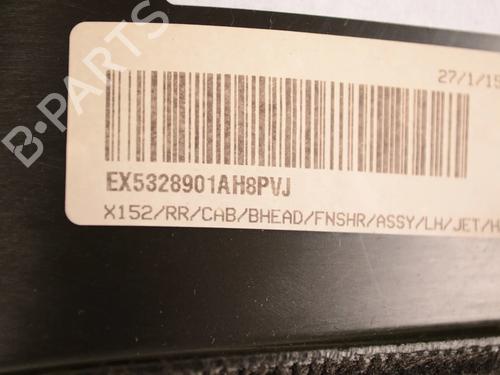 27/1/15
EX5328901AH8PVJ
X152/RR/CAB/BHEAD/FNSHR/ASSY/LH/JET/H
B-PARTS